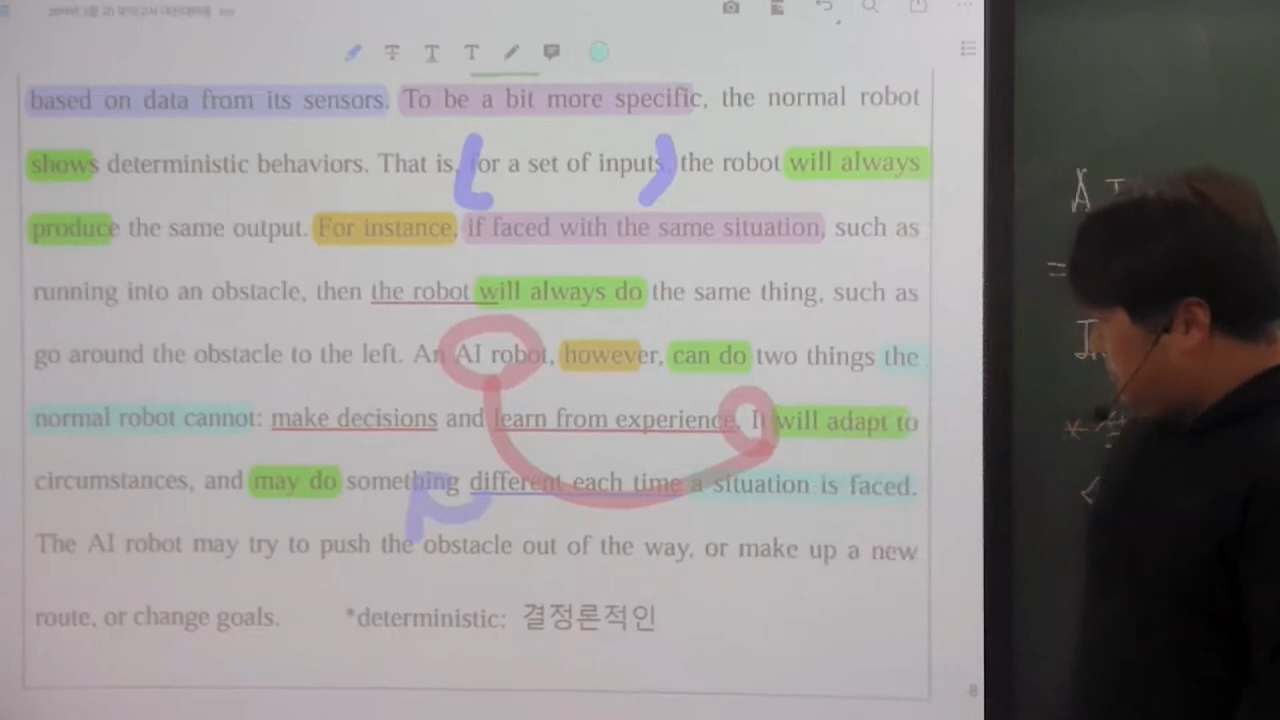 based on data from its sensors. To be a bit more specific, the normal robot
shows deterministic behaviors. That is, for a set of inputs, the robot will always
produce the same output. For instance, if faced with the same situation, such as
running into an obstacle, then the robot will always do the same thing, such as
go around the obstacle to the left. An AI robot, however, can do two things the
normal robot cannot: make decisions and learn from experience. It will adapt to
circumstances, and may do something different each time a situation is faced.
The AI robot may try to push the obstacle out of the way, or make up a new
route, or change goals. *deterministic: 결정론적인
8